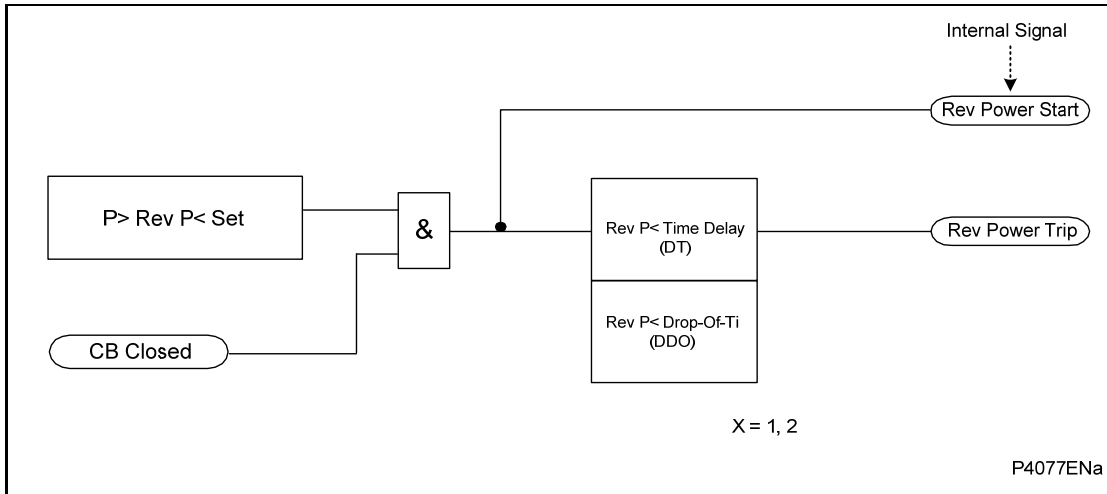 Internal Signal
Rev Power Start
P> Rev P< Set
&
Rev P< Time Delay
(DT)
Rev Power Trip
Rev P< Drop-Of-Ti
(DDO)
CB Closed
X = 1, 2
P4077ENa